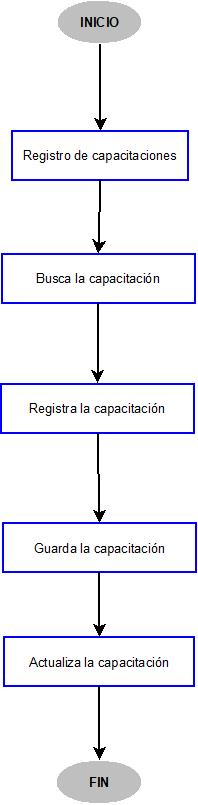 INICIO
Registro de capacitaciones
Busca la capacitación
Registra la capacitación
Guarda la capacitación
Actualiza la capacitación
FIN